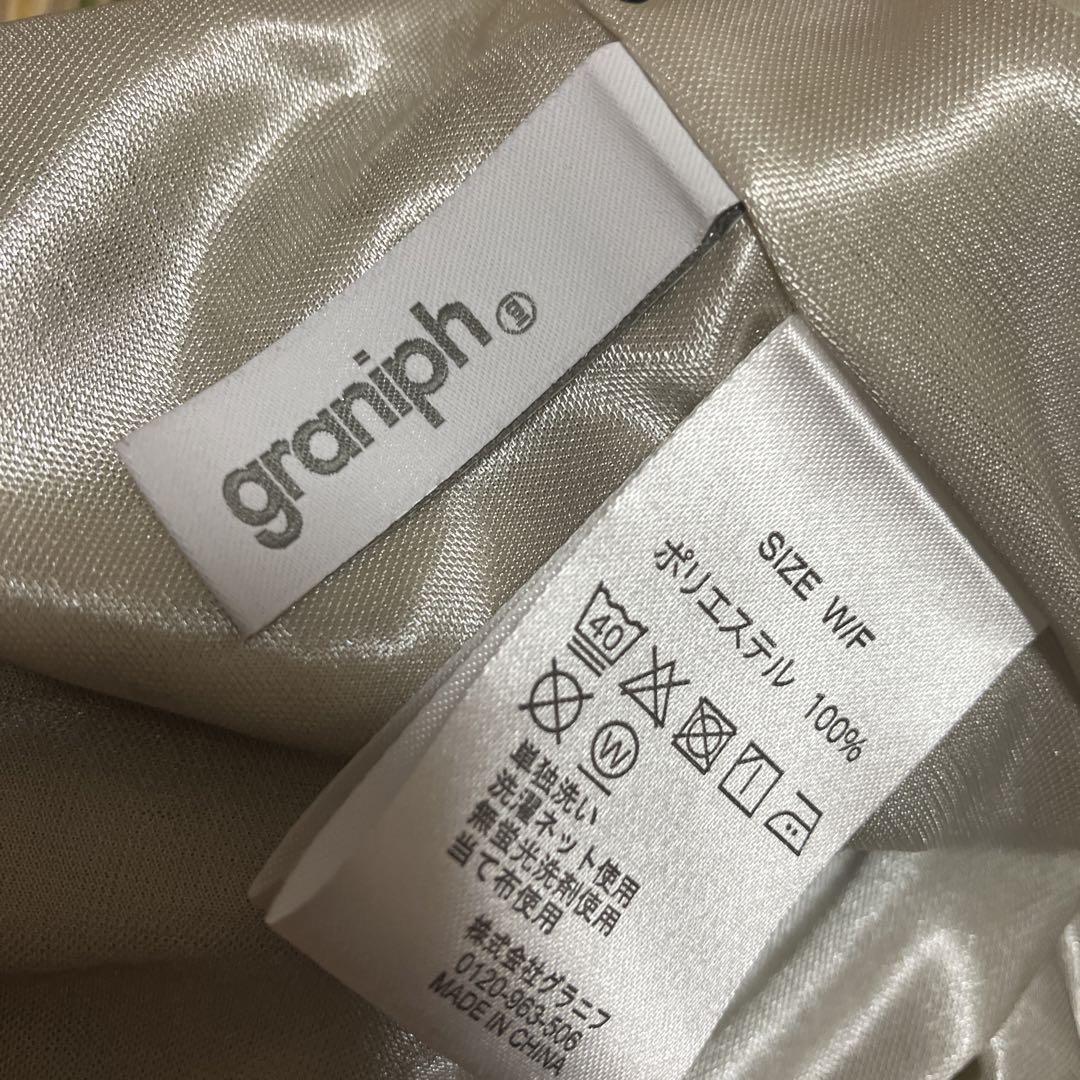 graniph
SIZE W/F
ポリエステル 100%
40
W
単独洗い
洗濯ネット使用
無蛍光洗剤使用
当て布使用
株式会社グラニフ
0120-963-506
MADE IN CHINA